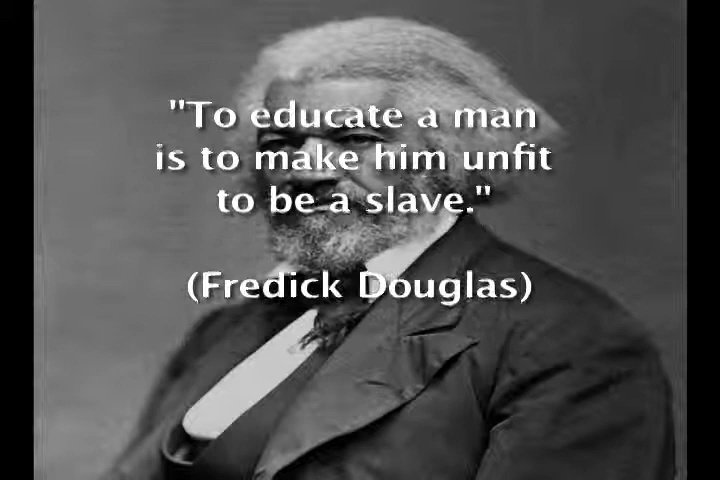 "To educate a man
is to make him unfit
to be a slave."
(Fredick Douglas)